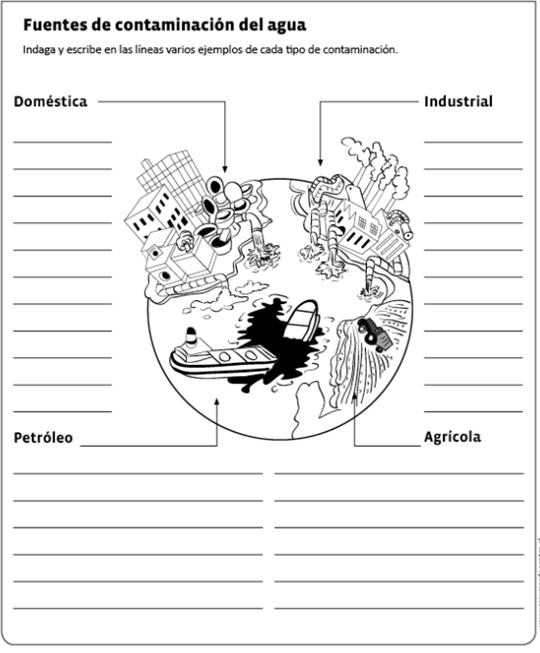 Fuentes de contaminación del agua
Indaga y escribe en las líneas varios ejemplos de cada tipo de contaminación.
Doméstica
Industrial
Petróleo
Agrícola